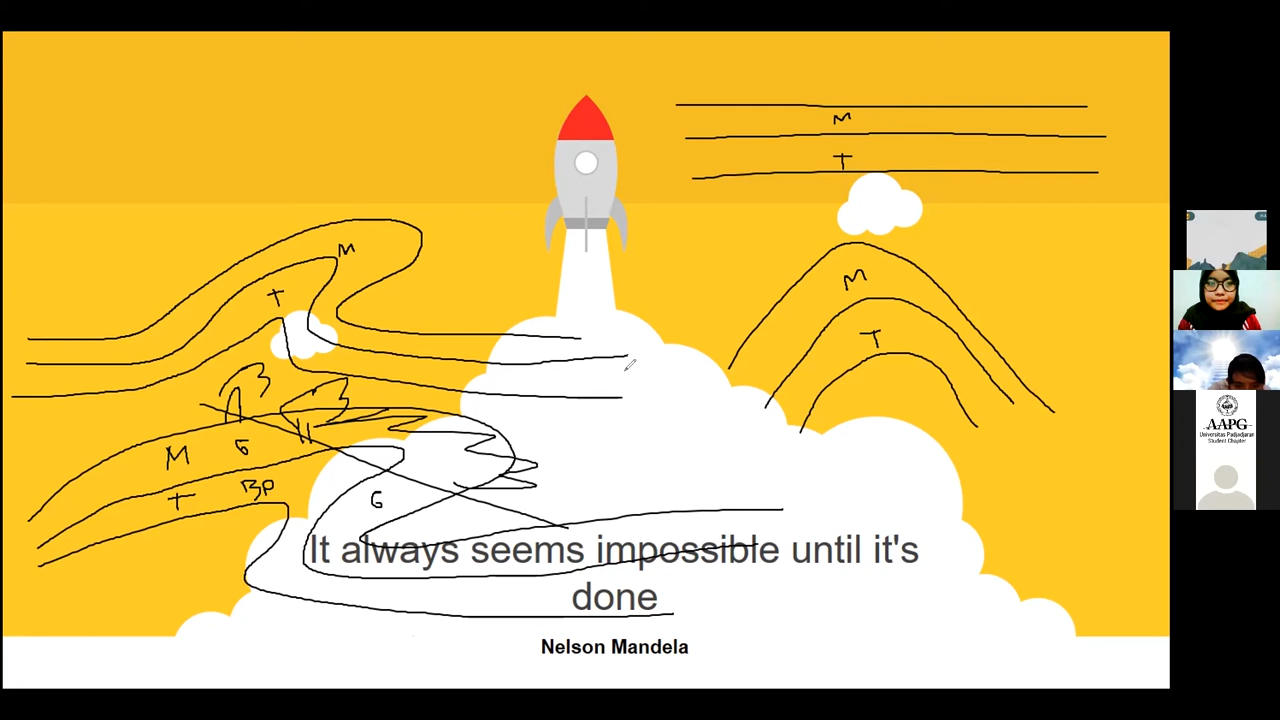 M
T
M
T
M
T
M
G
T
BP
G
It always seems impossible until it's
done
Nelson Mandela
AAPG
Universitas Padjadjaran
Student Chapter